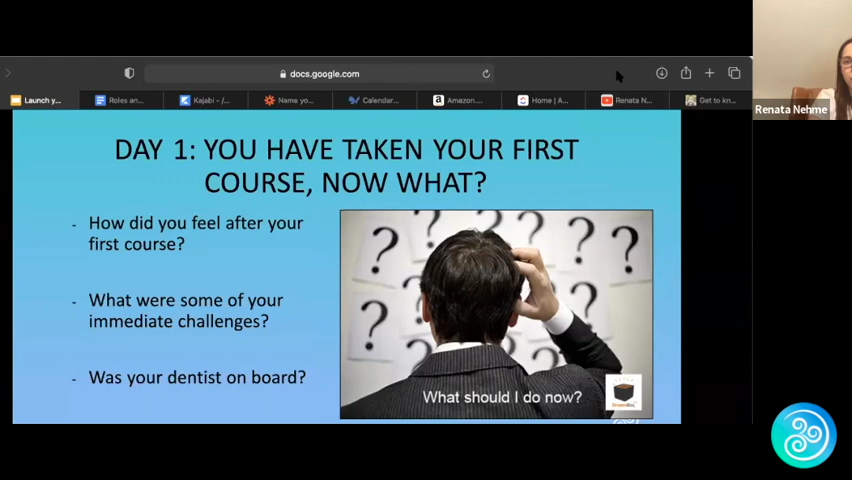 docs.google.com
Launch y...
Roles an...
Kajabi - /...
Name yo...
Calendar...
Amazon....
Home | A...
Renata N...
Get to kn...
Renata Nehme
DAY 1: YOU HAVE TAKEN YOUR FIRST
COURSE, NOW WHAT?
- How did you feel after your
first course?
- What were some of your
immediate challenges?
- Was your dentist on board?
? ? ? ? ? ?
What should I do now?